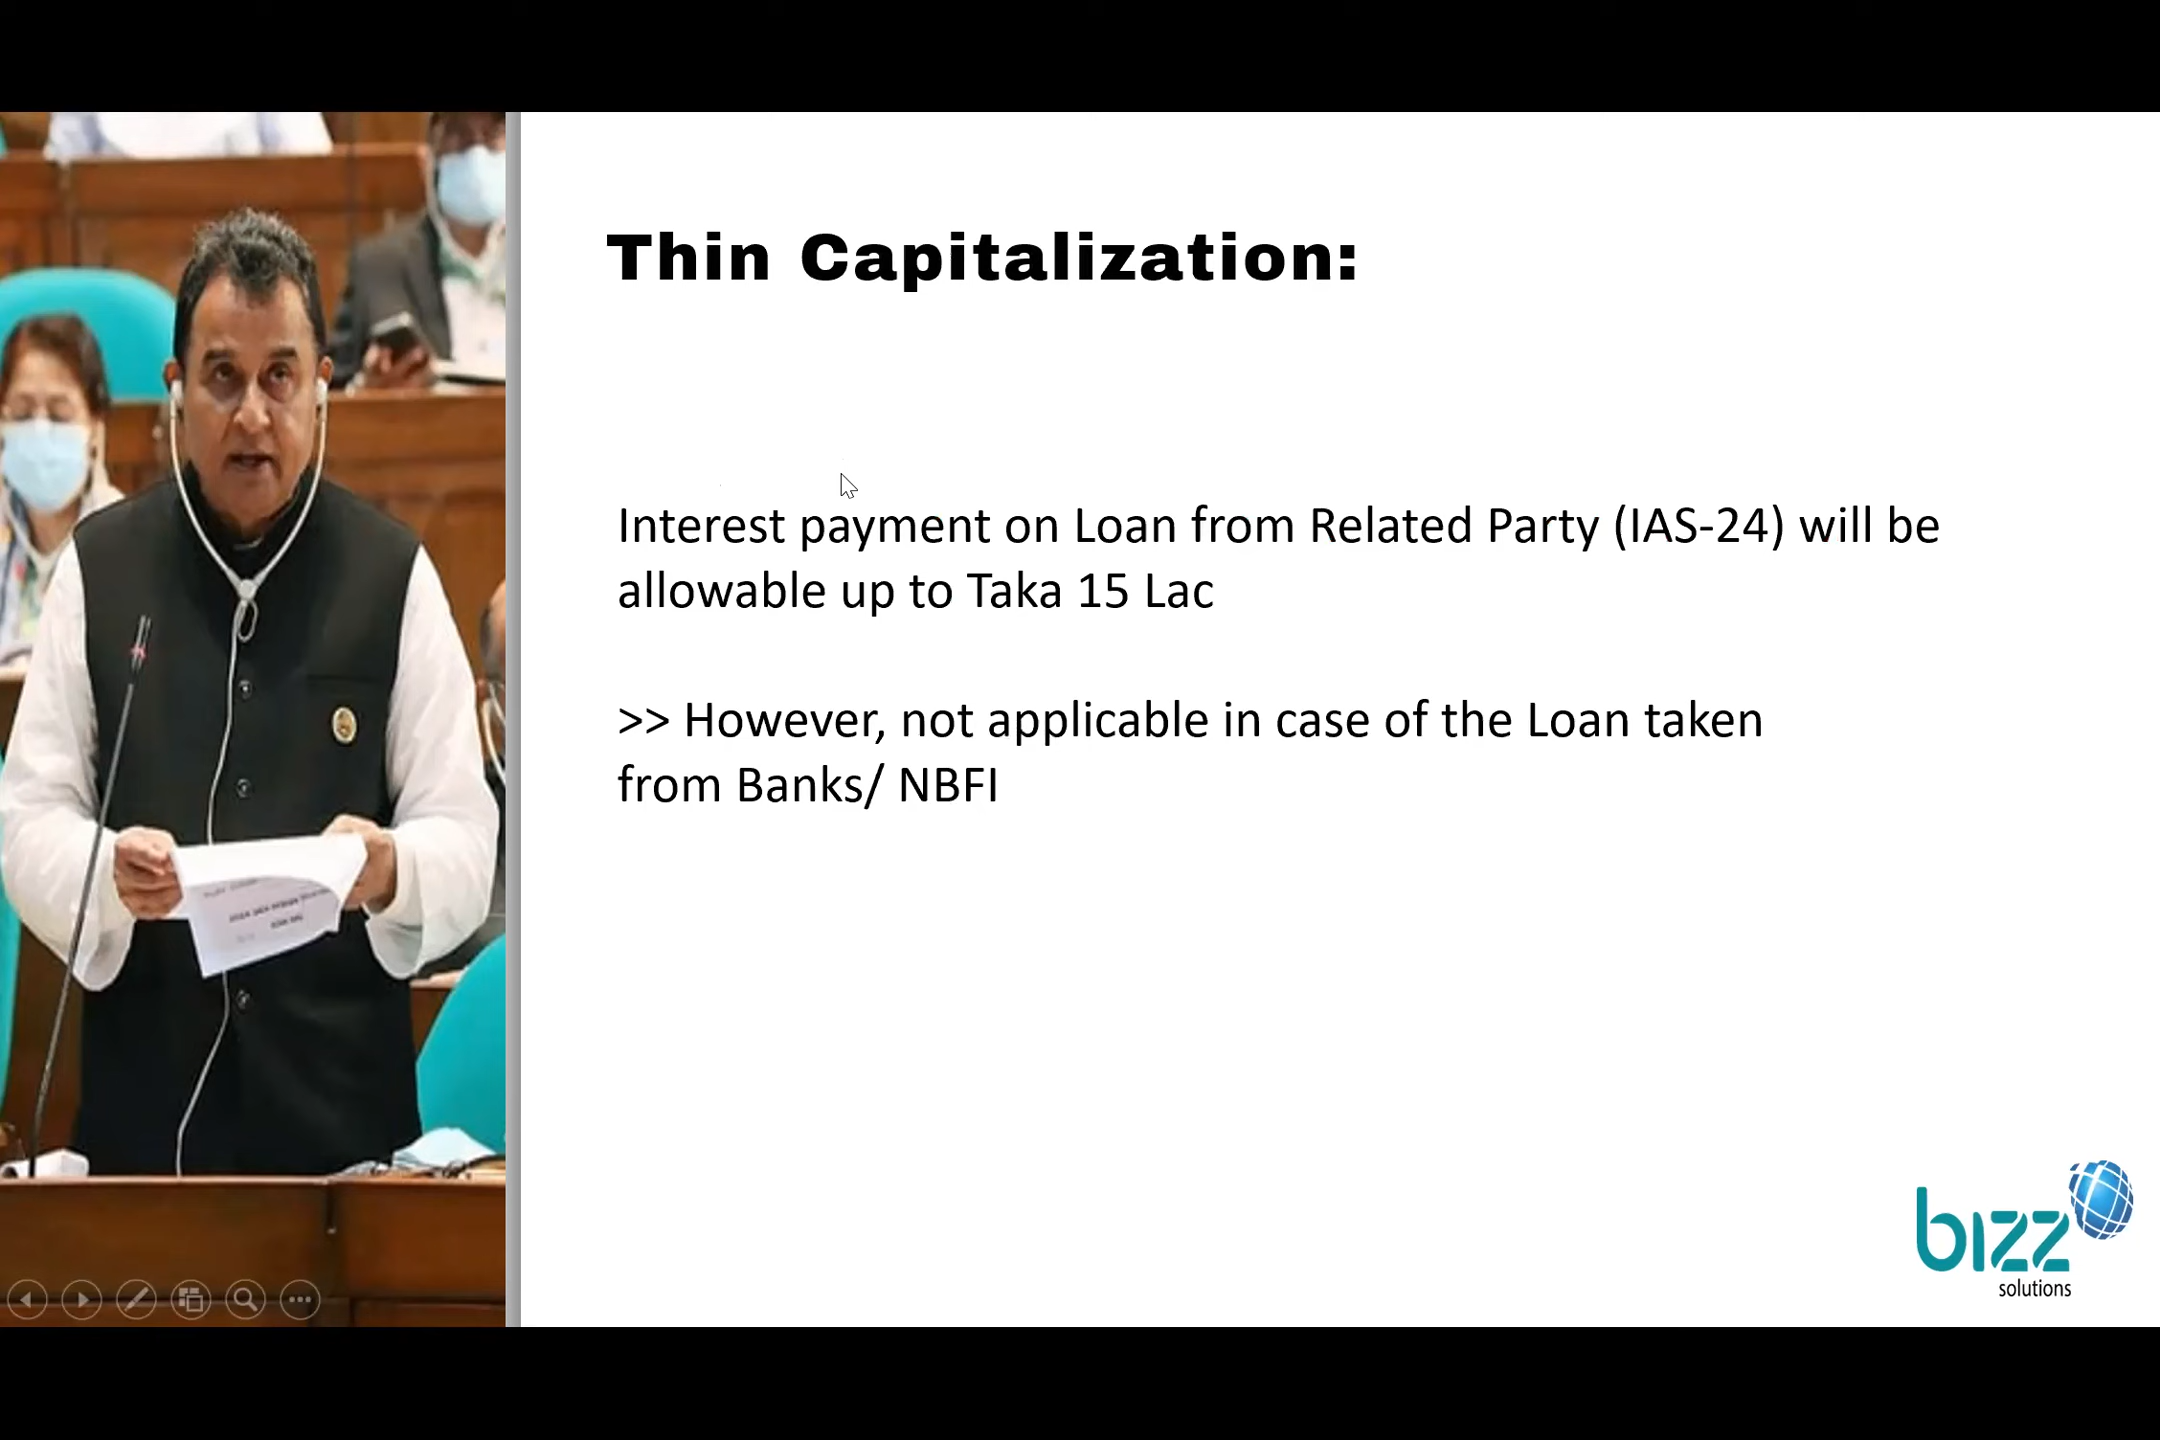 Thin Capitalization:
Interest payment on Loan from Related Party (IAS-24) will be
allowable up to Taka 15 Lac
>> However, not applicable in case of the Loan taken
from Banks/ NBFI
bizz
solutions